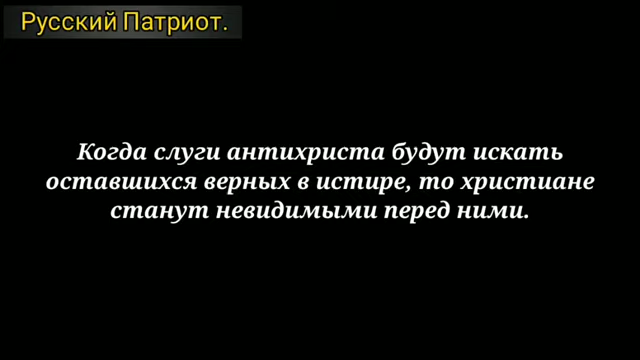 Русский Патриот.
Когда слуги антихриста будут искать
оставшихся верных в истире, то христиане
станут невидимыми перед ними.